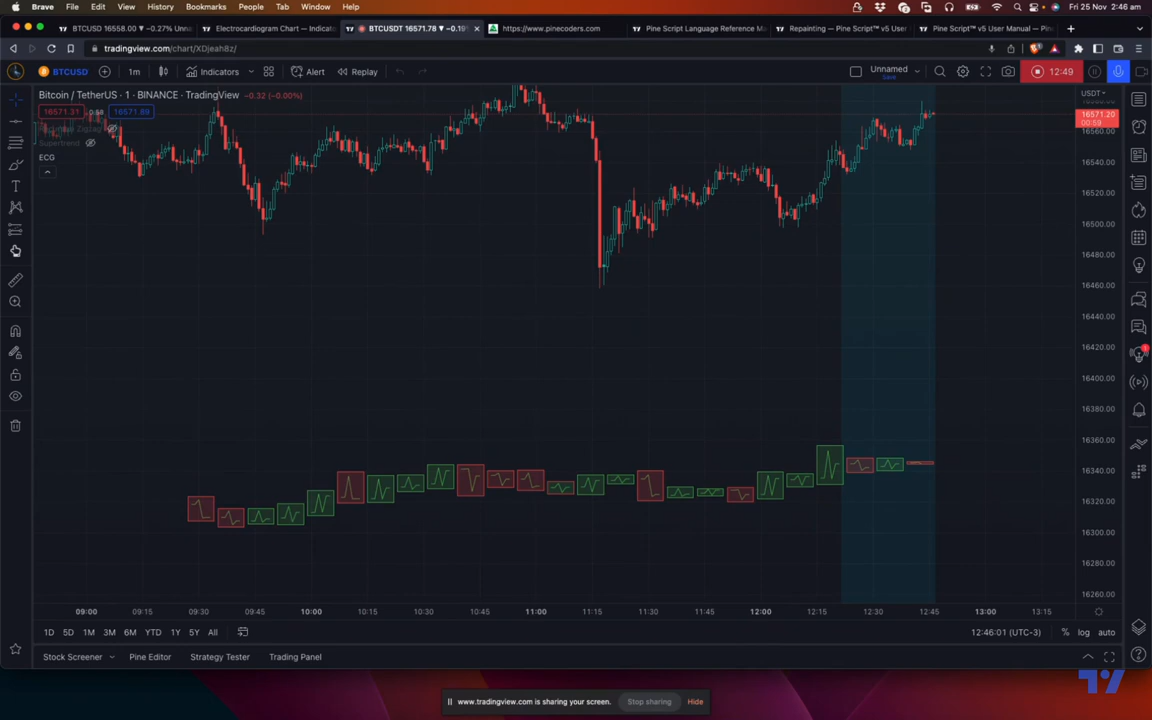 Brave File Edit View History Bookmarks People Tab Window Help
Fri 25 Nov 2:46 am
BTCUSD 16558.00 ▼ −0.27% Unna
Electrocardiogram Chart — Indicat
BTCUSDT 16571.78 ▼ −0.19%
https://www.pinecoders.com
Pine Script Language Reference Ma
Repainting — Pine Script™ v5 User
Pine Script™ v5 User Manual — Pin
tradingview.com/chart/XDjeah8z/
BTCUSD
1m
Indicators
Alert
Replay
Unnamed
Save
12:49
Bitcoin / TetherUS · 1 · BINANCE · TradingView −0.32 (−0.00%)
16571.31 0.58 16571.89
Supertrend
ECG
USDT
16571.20
00:59
16560.00
16540.00
16520.00
16500.00
16480.00
16460.00
16440.00
16420.00
16400.00
16380.00
16360.00
16340.00
16320.00
16300.00
16280.00
16260.00
09:00 09:15 09:30 09:45 10:00 10:15 10:30 10:45 11:00 11:15 11:30 11:45 12:00 12:15 12:30 12:45 13:00 13:15
1D 5D 1M 3M 6M YTD 1Y 5Y All
12:46:01 (UTC-3) % log auto
Stock Screener Pine Editor Strategy Tester Trading Panel
www.tradingview.com is sharing your screen. Stop sharing Hide